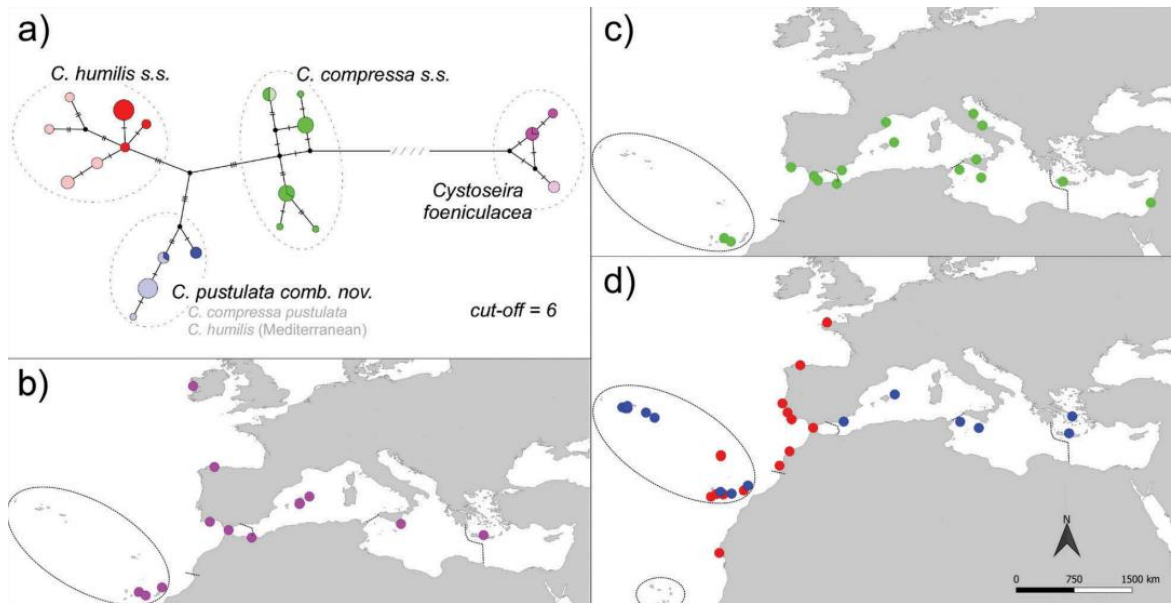 a)
C. humilis s.s.
C. compressa s.s.
Cystoseira
foeniculacea
C. pustulata comb. nov.
C. compressa pustulata
C. humilis (Mediterranean)
cut-off = 6
b)
c)
d)
N
0 750 1500 km